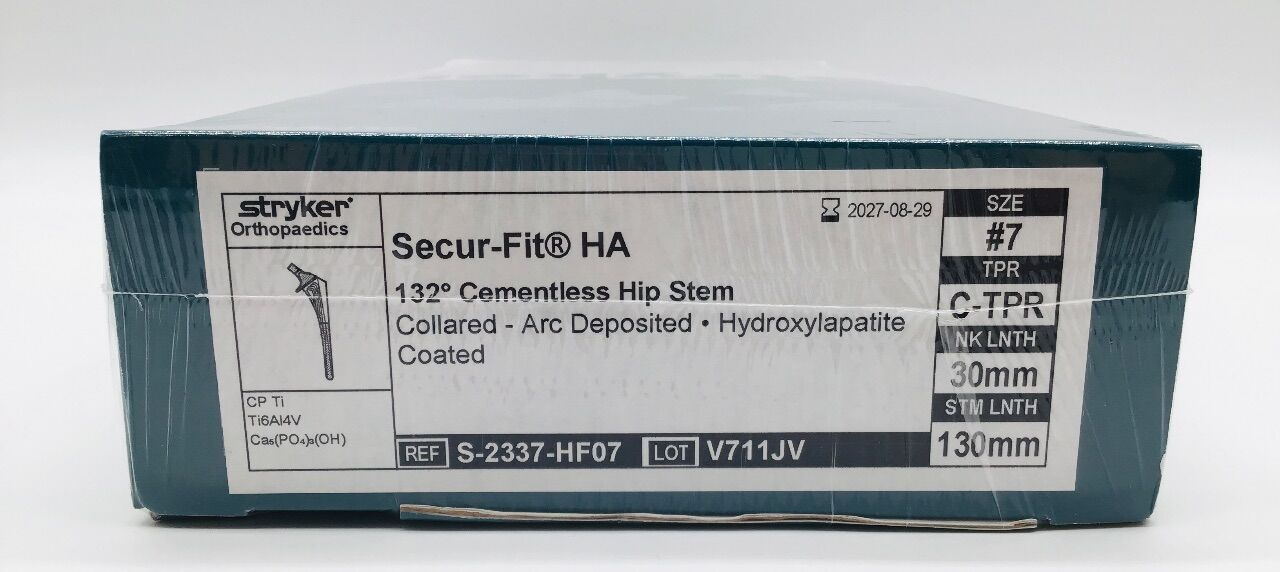 stryker®
Orthopaedics
Secur-Fit® HA
2027-08-29
132° Cementless Hip Stem
Collared - Arc Deposited • Hydroxylapatite
Coated
CP Ti
Ti6Al4V
Ca₅(PO₄)₃(OH)
REF S-2337-HF07 LOT V711JV
SZE
#7
TPR
C-TPR
NK LNTH
30mm
STM LNTH
130mm